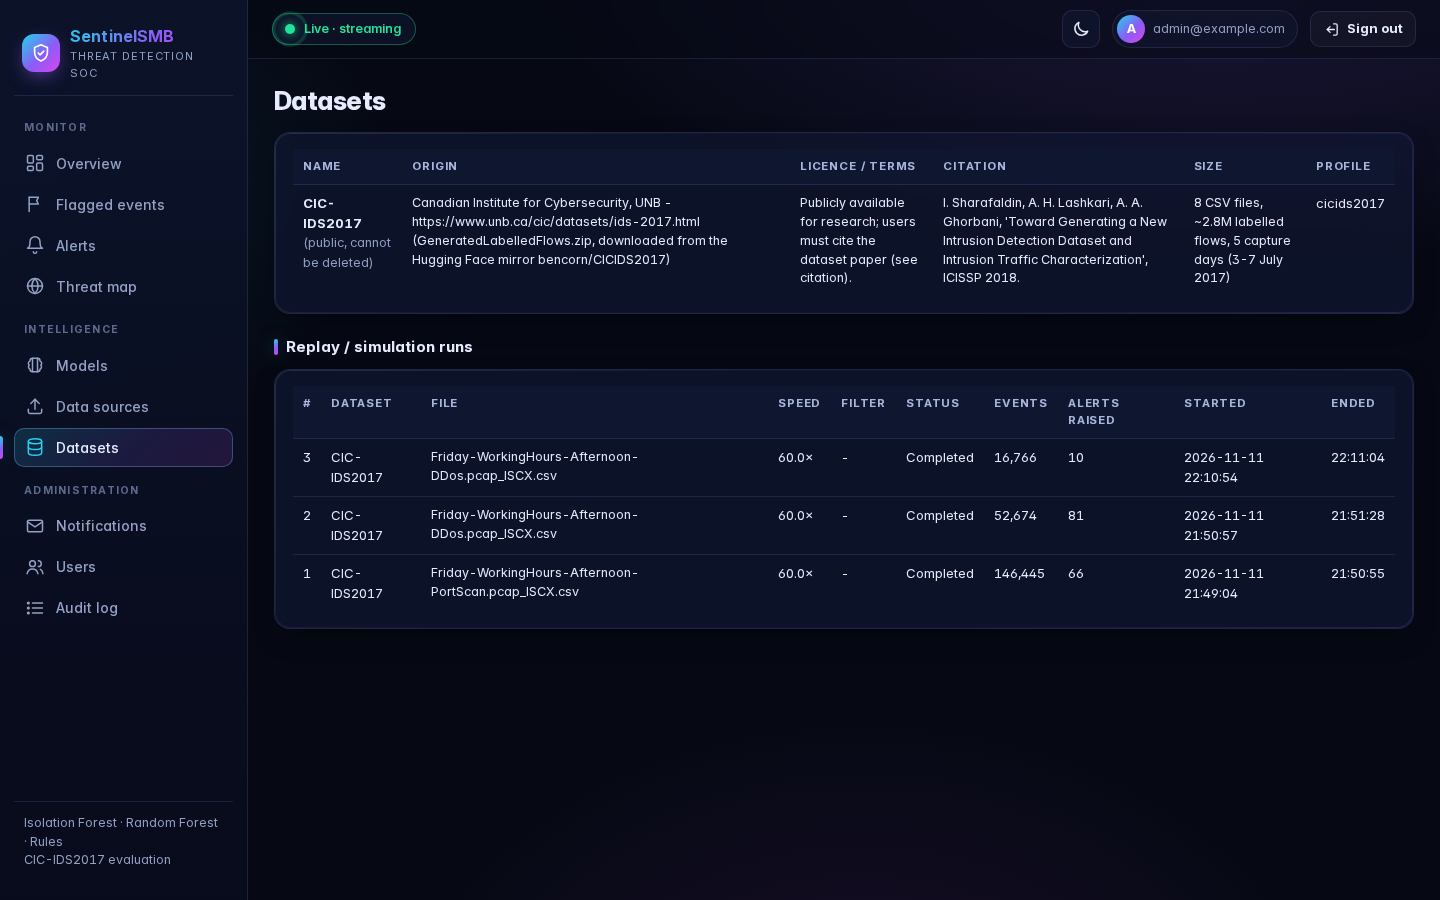 SentinelSMB
THREAT DETECTION
SOC
Live · streaming
A
admin@example.com
Sign out
MONITOR
Overview
Flagged events
Alerts
Threat map
INTELLIGENCE
Models
Data sources
Datasets
ADMINISTRATION
Notifications
Users
Audit log
Isolation Forest · Random Forest
· Rules
CIC-IDS2017 evaluation
Datasets
NAME ORIGIN LICENCE / TERMS CITATION SIZE PROFILE
CIC-
IDS2017
(public, cannot
be deleted)
Canadian Institute for Cybersecurity, UNB -
https://www.unb.ca/cic/datasets/ids-2017.html
(GeneratedLabelledFlows.zip, downloaded from the
Hugging Face mirror bencorn/CICIDS2017)
Publicly available
for research; users
must cite the
dataset paper (see
citation).
I. Sharafaldin, A. H. Lashkari, A. A.
Ghorbani, 'Toward Generating a New
Intrusion Detection Dataset and
Intrusion Traffic Characterization',
ICISSP 2018.
8 CSV files,
~2.8M labelled
flows, 5 capture
days (3-7 July
2017)
cicids2017
Replay / simulation runs
# DATASET FILE SPEED FILTER STATUS EVENTS ALERTS RAISED STARTED ENDED
3 CIC-IDS2017 Friday-WorkingHours-Afternoon-DDos.pcap_ISCX.csv 60.0× - Completed 16,766 10 2026-11-11 22:10:54 22:11:04
2 CIC-IDS2017 Friday-WorkingHours-Afternoon-DDos.pcap_ISCX.csv 60.0× - Completed 52,674 81 2026-11-11 21:50:57 21:51:28
1 CIC-IDS2017 Friday-WorkingHours-Afternoon-PortScan.pcap_ISCX.csv 60.0× - Completed 146,445 66 2026-11-11 21:49:04 21:50:55